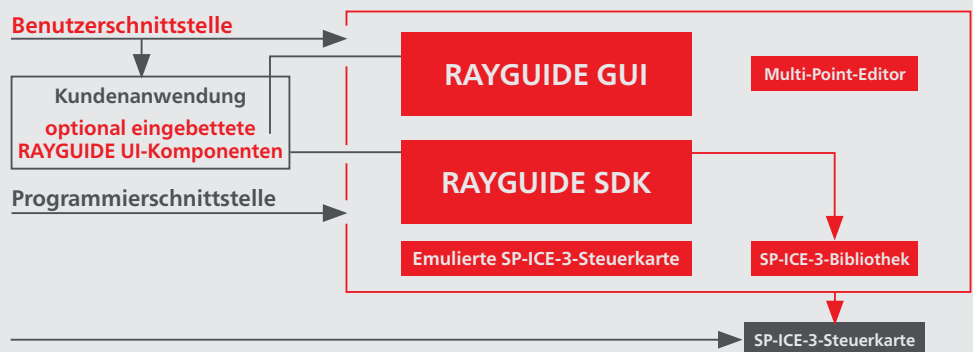 Benutzerschnittstelle
RAYGUIDE GUI
Multi-Point-Editor
Kundenanwendung
optional eingebettete
RAYGUIDE UI-Komponenten
RAYGUIDE SDK
Programmierschnittstelle
Emulierte SP-ICE-3-Steuerkarte
SP-ICE-3-Bibliothek
SP-ICE-3-Steuerkarte